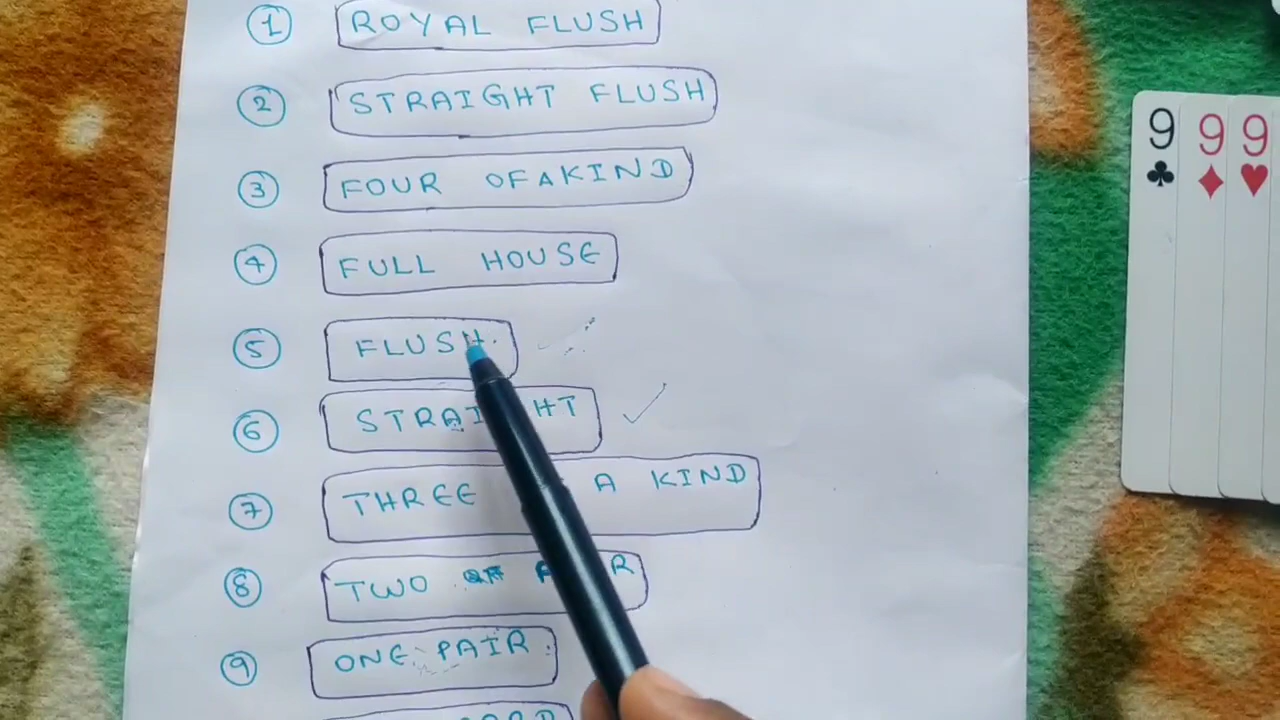 1 ROYAL FLUSH
2 STRAIGHT FLUSH
3 FOUR OFAKIND
4 FULL HOUSE
5 FLUSH.
6
7 THREE A KIND
8 TWO
9 ONE PAIR
9 9 9